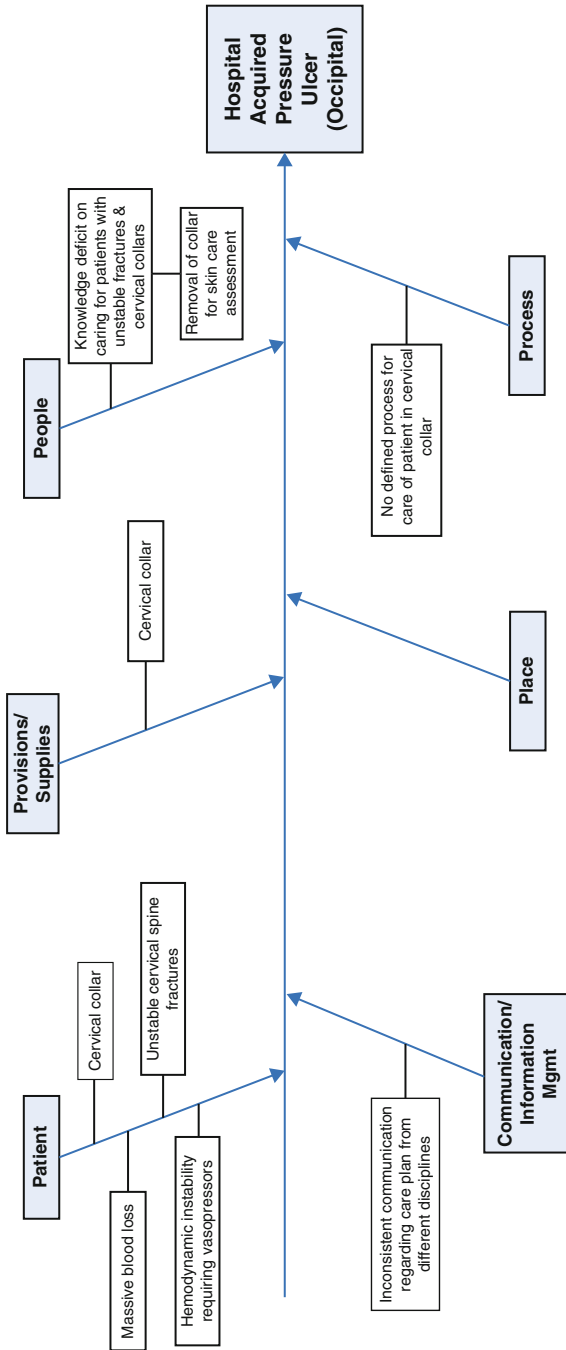 Patient
Cervical collar
Massive blood loss
Unstable cervical spine
fractures
Hemodynamic instability
requiring vasopressors
Provisions/
Supplies
Cervical collar
People
Knowledge deficit on
caring for patients with
unstable fractures &
cervical collars
Removal of collar
for skin care
assessment
Hospital
Acquired
Pressure
Ulcer
(Occipital)
Inconsistent communication
regarding care plan from
different disciplines
Communication/
Information
Mgmt
Place
No defined process for
care of patient in cervical
collar
Process